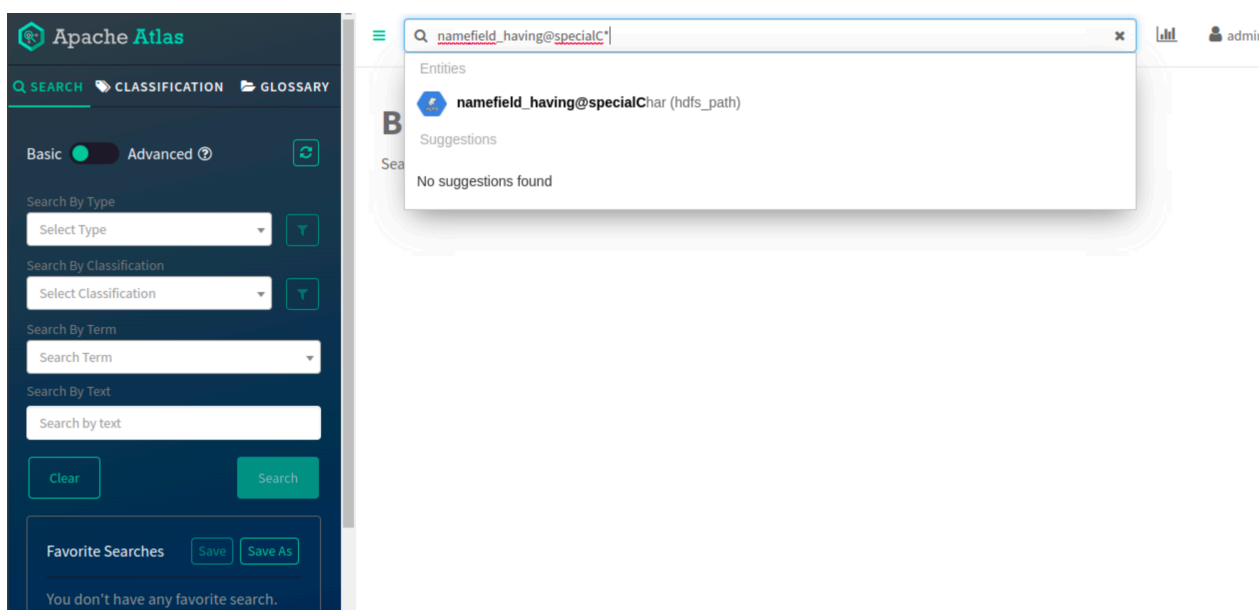 Apache Atlas
SEARCH CLASSIFICATION GLOSSARY
Basic Advanced
Search By Type
Select Type
Search By Classification
Select Classification
Search By Term
Search Term
Search By Text
Search by text
Clear Search
Favorite Searches Save Save As
You don't have any favorite search.
namefield_having@specialC*
admi
Entities
namefield_having@specialChar (hdfs_path)
Suggestions
No suggestions found
B
Sea